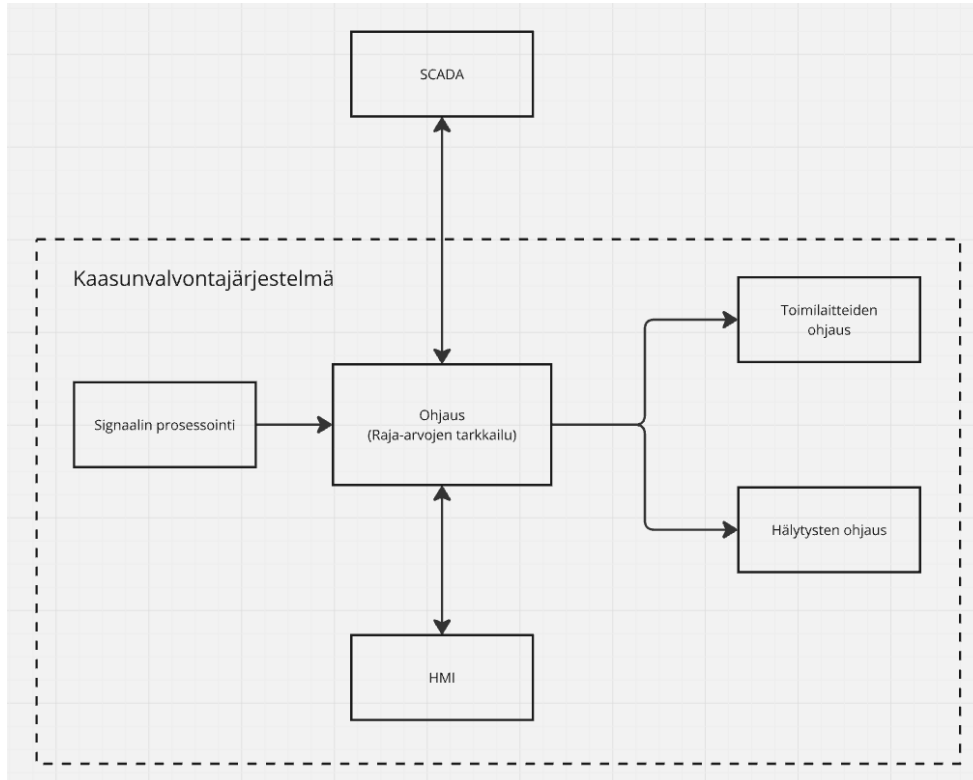 SCADA
Kaasunvalvontajärjestelmä
Toimilaitteiden
ohjaus
Signaalin prosessointi
Ohjaus
(Raja-arvojen tarkkailu)
Hälytysten ohjaus
HMI